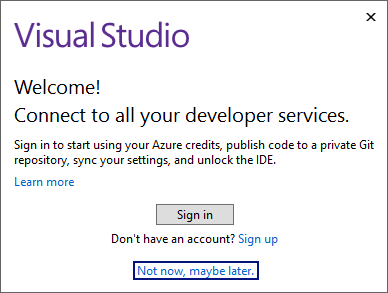 Visual Studio
Welcome!
Connect to all your developer services.
Sign in to start using your Azure credits, publish code to a private Git
repository, sync your settings, and unlock the IDE.
Learn more
Sign in
Don't have an account? Sign up
Not now, maybe later.